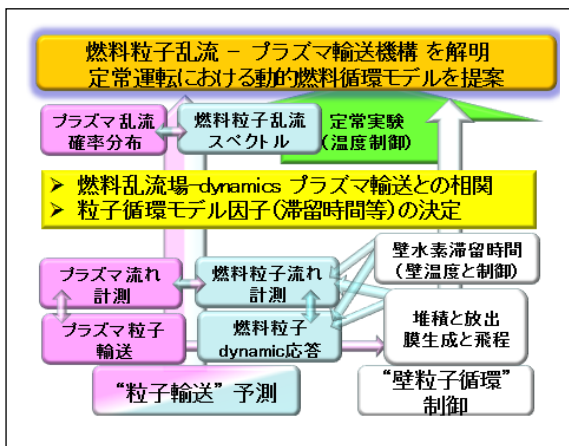 燃料粒子乱流 － プラズマ輸送機構 を解明
定常運転における動的燃料循環モデルを提案
プラズマ乱流
確率分布
燃料粒子乱流
スペクトル
定常実験
(温度制御)
➢ 燃料乱流場-dynamics プラズマ輸送との相関
➢ 粒子循環モデル因子(滞留時間等)の決定
壁水素滞留時間
(壁温度と制御)
プラズマ流れ
計測
燃料粒子流れ
計測
プラズマ粒子
輸送
燃料粒子
dynamic応答
堆積と放出
膜生成と飛程
“粒子輸送” 予測
“壁粒子循環”
制御